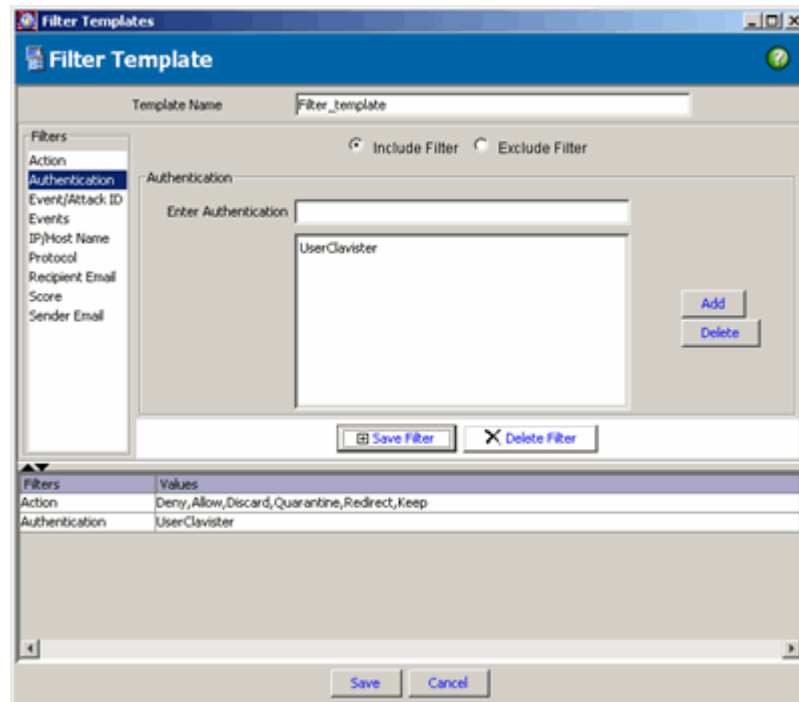 Filter Templates
Filter Template
?
Template Name Filter_template
Filters
Include Filter Exclude Filter
Action
Authentication
Event/Attack ID
Events
IP/Host Name
Protocol
Recipient Email
Score
Sender Email
Authentication
Enter Authentication
UserClavister
Add
Delete
Save Filter Delete Filter
Filters Values
Action Deny,Allow,Discard,Quarantine,Redirect,Keep
Authentication UserClavister
Save Cancel